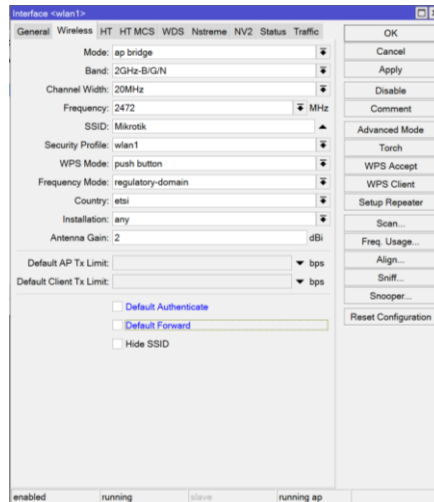 Interface <wlan1>
General Wireless HT HT MCS WDS Nstreme NV2 Status Traffic
Mode: ap bridge
Band: 2GHz-B/G/N
Channel Width: 20MHz
Frequency: 2472 MHz
SSID: Mikrotik
Security Profile: wlan1
WPS Mode: push button
Frequency Mode: regulatory-domain
Country: etsi
Installation: any
Antenna Gain: 2 dBi
Default AP Tx Limit: bps
Default Client Tx Limit: bps
Default Authenticate
Default Forward
Hide SSID
OK
Cancel
Apply
Disable
Comment
Advanced Mode
Torch
WPS Accept
WPS Client
Setup Repeater
Scan...
Freq. Usage...
Align...
Sniff...
Snooper...
Reset Configuration
enabled running slave running ap